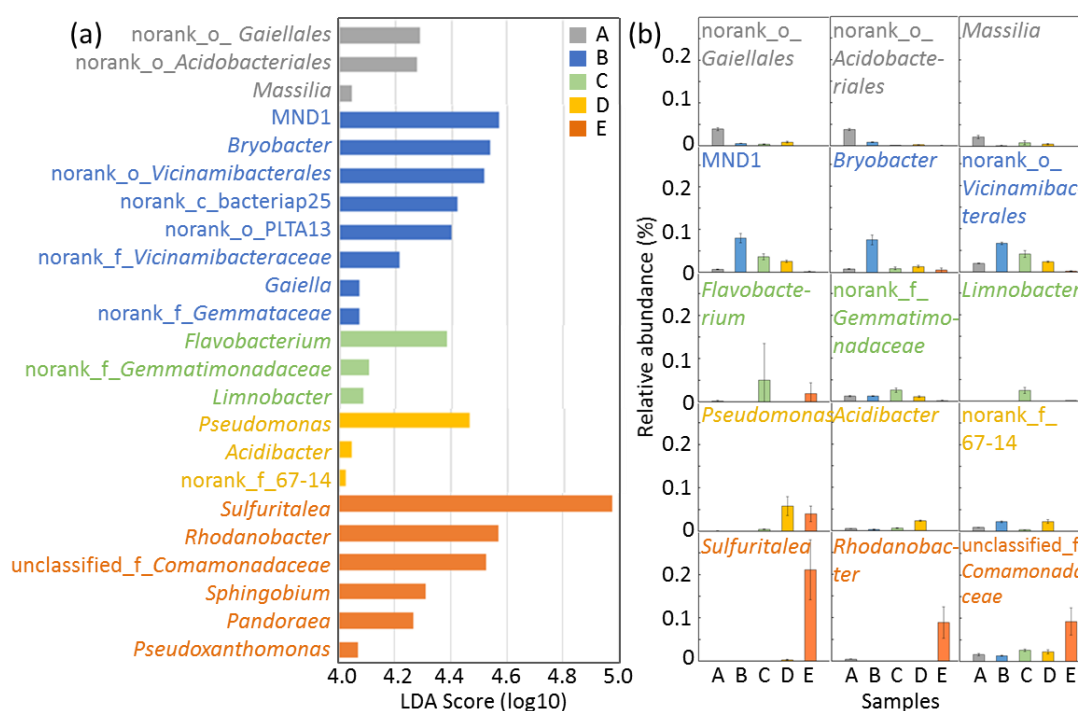 (a)
norank_o_ Gaiellales
norank_o_Acidobacteriales
Massilia
MND1
Bryobacter
norank_o_Vicinamibacterales
norank_c_bacteriap25
norank_o_PLTA13
norank_f_Vicinamibacteraceae
Gaiella
norank_f_Gemmataceae
Flavobacterium
norank_f_Gemmatimonadaceae
Limnobacter
Pseudomonas
Acidibacter
norank_f_67-14
Sulfuritalea
Rhodanobacter
unclassified_f_Comamonadaceae
Sphingobium
Pandoraea
Pseudoxanthomonas
A
B
C
D
E
4.0 4.2 4.4 4.6 4.8 5.0
LDA Score (log10)
(b)
Relative abundance (%)
0.2
0.1
0
norank_o_
Gaiellales
norank_o_
Acidobacte-
riales
Massilia
0.2
0.1
0
MND1
Bryobacter
norank_o_
Vicinamibac
terales
0.2
0.1
0
Flavobacte-
rium
norank_f_
Gemmatimo-
nadaceae
Limnobacter
0.2
0.1
0
Pseudomonas
Acidibacter
norank_f_
67-14
0.2
0.1
0
Sulfuritalea
Rhodanobac-
ter
unclassified_f
Comamonada
ceae
A B C D E A B C D E A B C D E
Samples